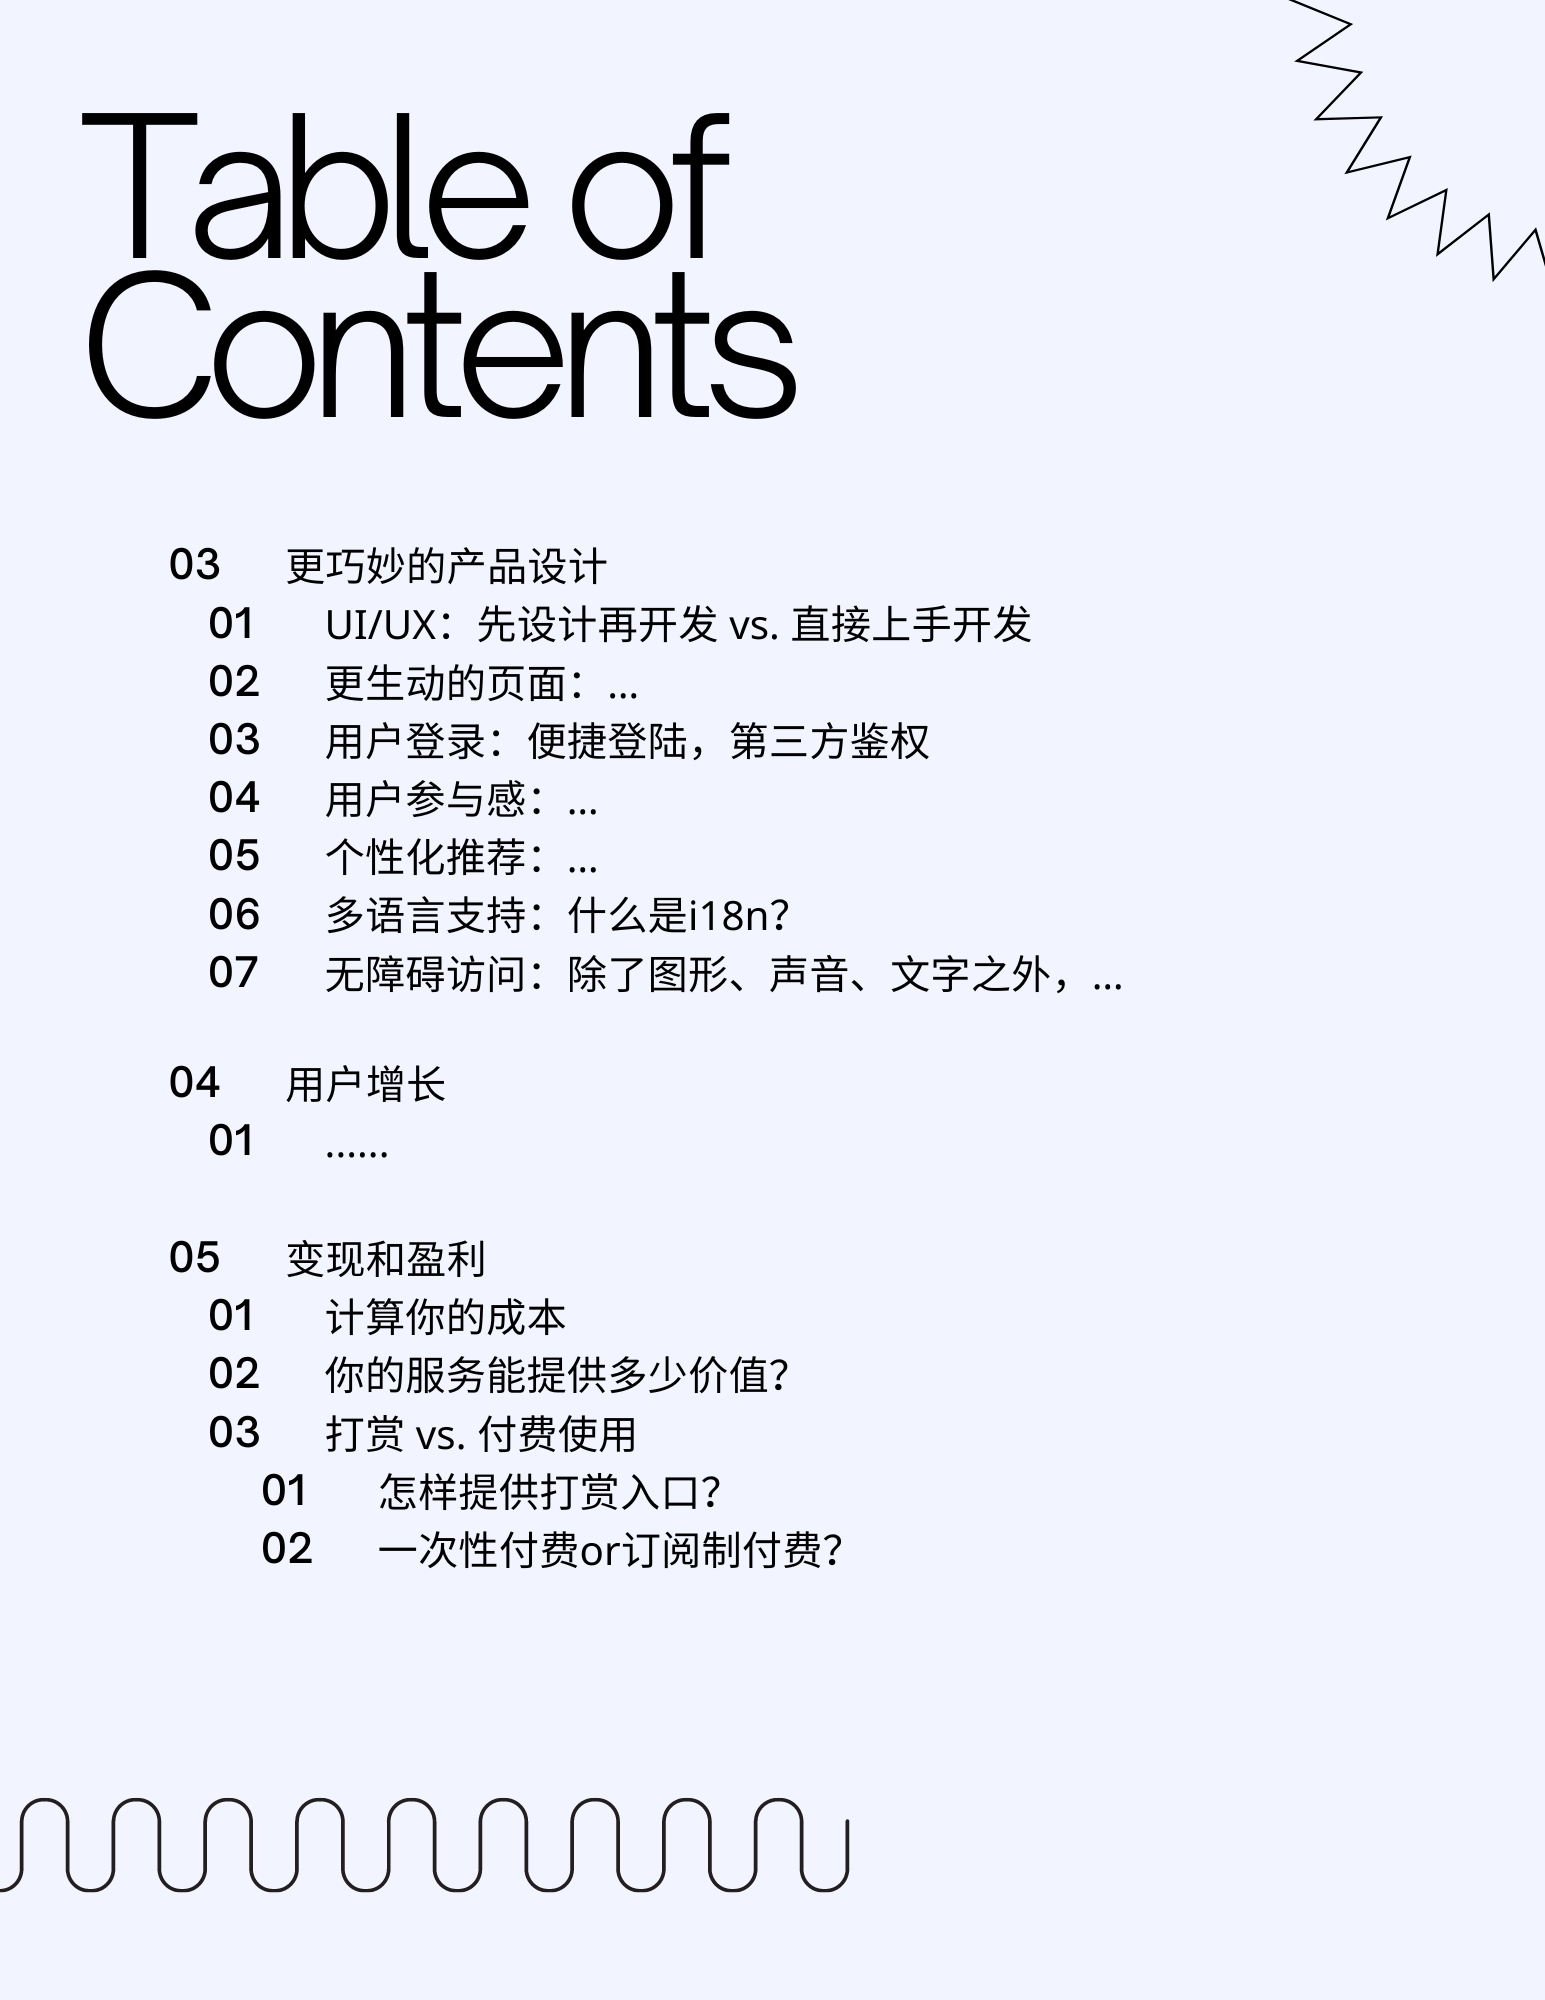 Table of
Contents
03 更巧妙的产品设计
01 UI/UX：先设计再开发 vs. 直接上手开发
02 更生动的页面：...
03 用户登录：便捷登陆，第三方鉴权
04 用户参与感：...
05 个性化推荐：...
06 多语言支持：什么是i18n？
07 无障碍访问：除了图形、声音、文字之外，...
04 用户增长
01 ......
05 变现和盈利
01 计算你的成本
02 你的服务能提供多少价值？
03 打赏 vs. 付费使用
01 怎样提供打赏入口？
02 一次性付费or订阅制付费？